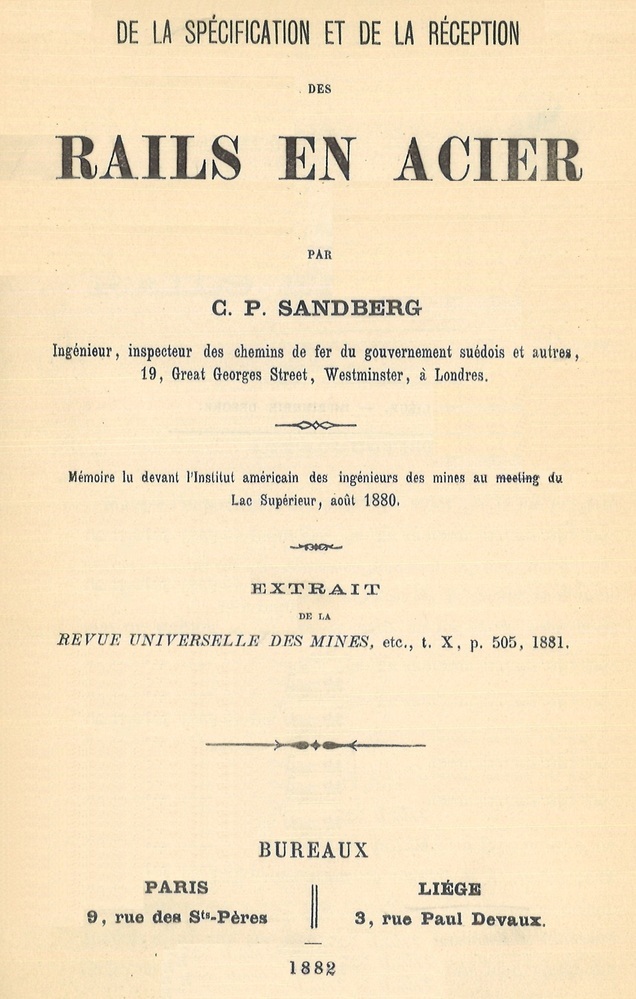 DE LA SPÉCIFICATION ET DE LA RÉCEPTION
DES
RAILS EN ACIER
PAR
C. P. SANDBERG
Ingénieur, inspecteur des chemins de fer du gouvernement suédois et autres,
19, Great Georges Street, Westminster, à Londres.
Mémoire lu devant l'Institut américain des ingénieurs des mines au meeting du
Lac Supérieur, août 1880.
EXTRAIT
DE LA
REVUE UNIVERSELLE DES MINES, etc., t. X, p. 505, 1881.
BUREAUX
PARIS
9, rue des Sts-Pères
LIÉGE
3, rue Paul Devaux.
1882